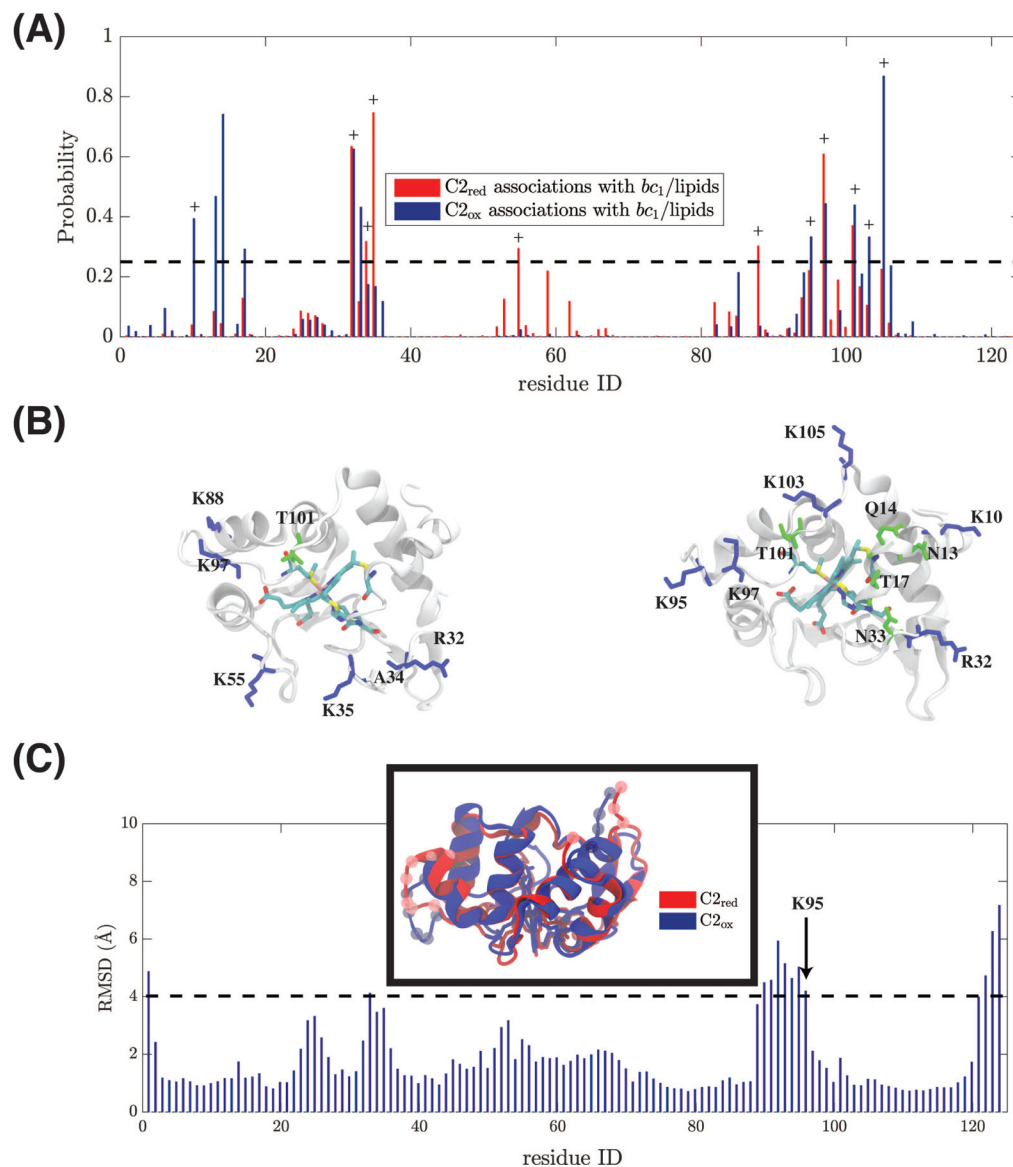 (A)
1
0.8
0.6
0.4
0.2
0
Probability
+ + + + + + + + + + +
C2red associations with bc1/lipids
C2ox associations with bc1/lipids
0 20 40 60 80 100 120
residue ID
(B)
K88
T101
K97
K55
K35
A34
R32
K105
K103
Q14
K10
T101
N13
K95
K97
T17
N33
R32
(C)
10
8
6
4
2
0
RMSD (Å)
C2red
C2ox
K95
0 20 40 60 80 100 120
residue ID